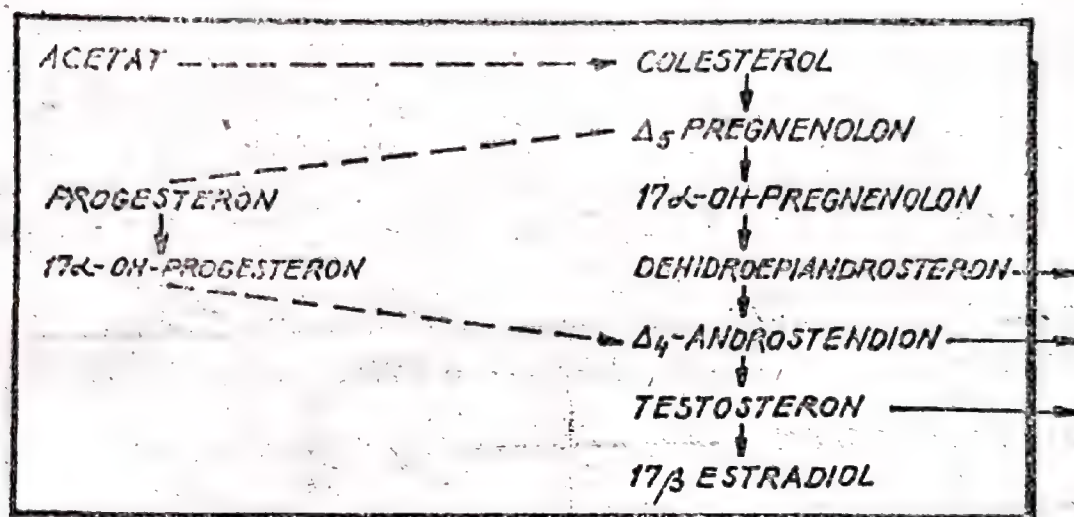 ACETAT COLESTEROL
Δ5 PREGNENOLON
PROGESTERON 17α-OH-PREGNENOLON
17α-OH-PROGESTERON DEHIDROEPIANDROSTERON
Δ4-ANDROSTENDION
TESTOSTERON
17β ESTRADIOL